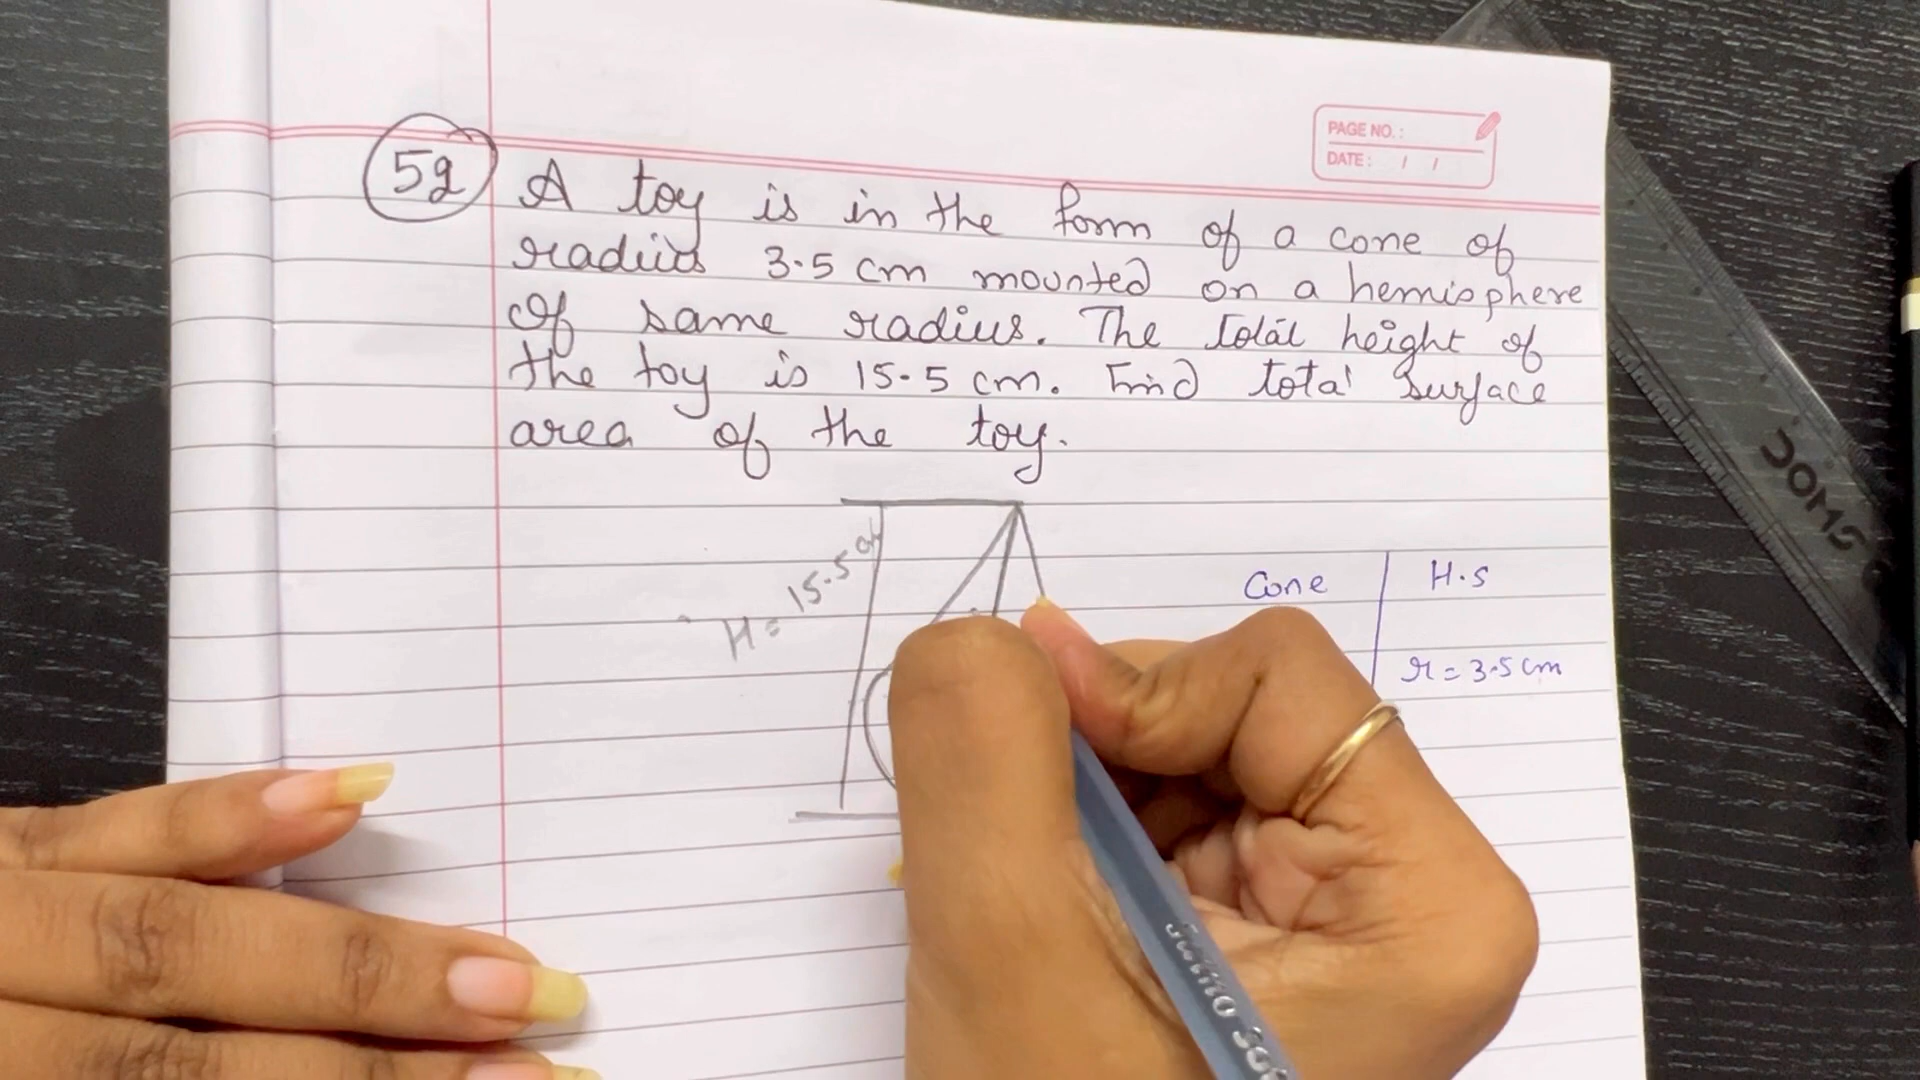 PAGE NO. :
DATE : / /
59 A toy is in the form of a cone of
radius 3.5 cm mounted on a hemisphere
of same radius. The total height of
the toy is 15.5 cm. Find total surface
area of the toy.
H = 15.5 cm
Cone | H.S
r = 3.5 cm
DOMS